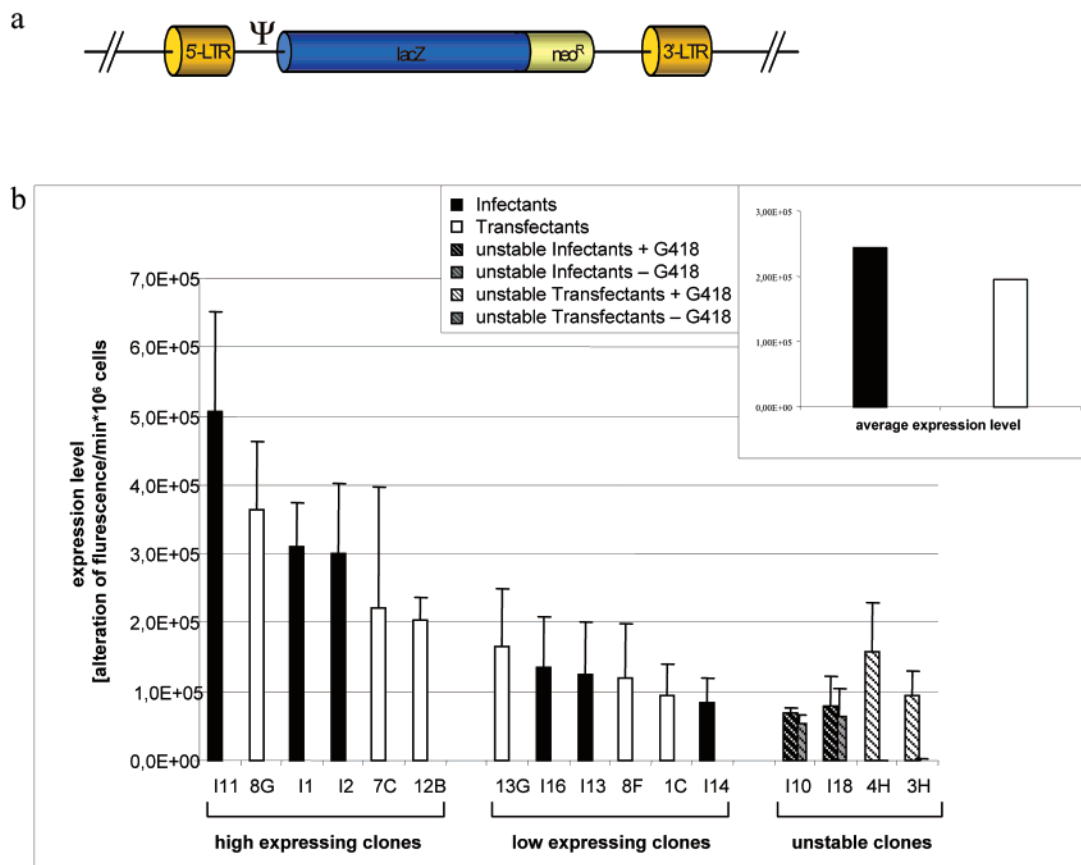 a
5'-LTR
Ψ
lacZ
neoᴿ
3'-LTR
b
Infectants
Transfectants
unstable Infectants + G418
unstable Infectants – G418
unstable Transfectants + G418
unstable Transfectants – G418
3,00E+05
2,00E+05
1,00E+05
0,00E+00
average expression level
expression level
[alteration of flurescence/min*10⁶ cells
7,0E+05
6,0E+05
5,0E+05
4,0E+05
3,0E+05
2,0E+05
1,0E+05
0,0E+00
I11 8G I1 I2 7C 12B 13G I16 I13 8F 1C I14 I10 I18 4H 3H
high expressing clones low expressing clones unstable clones